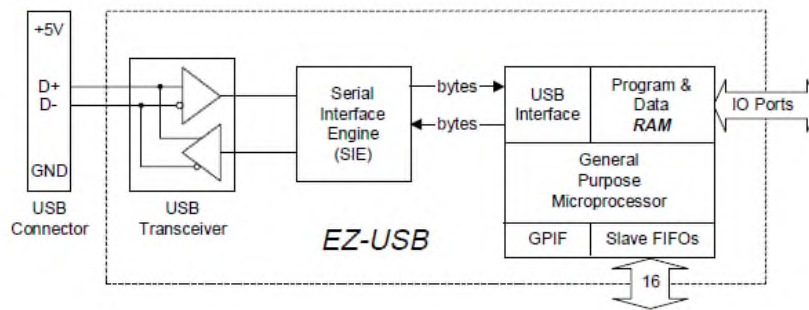 +5V
D+
D-
GND
USB
Connector
USB
Transceiver
Serial
Interface
Engine
(SIE)
bytes
bytes
USB
Interface
Program &
Data
RAM
IO Ports
General
Purpose
Microprocessor
GPIF
Slave FIFOs
16
EZ-USB